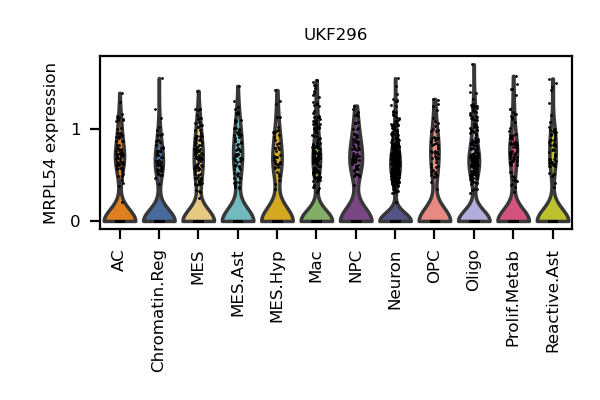 UKF296
MRPL54 expression
1
0
AC
Chromatin.Reg
MES
MES.Ast
MES.Hyp
Mac
NPC
Neuron
OPC
Oligo
Prolif.Metab
Reactive.Ast